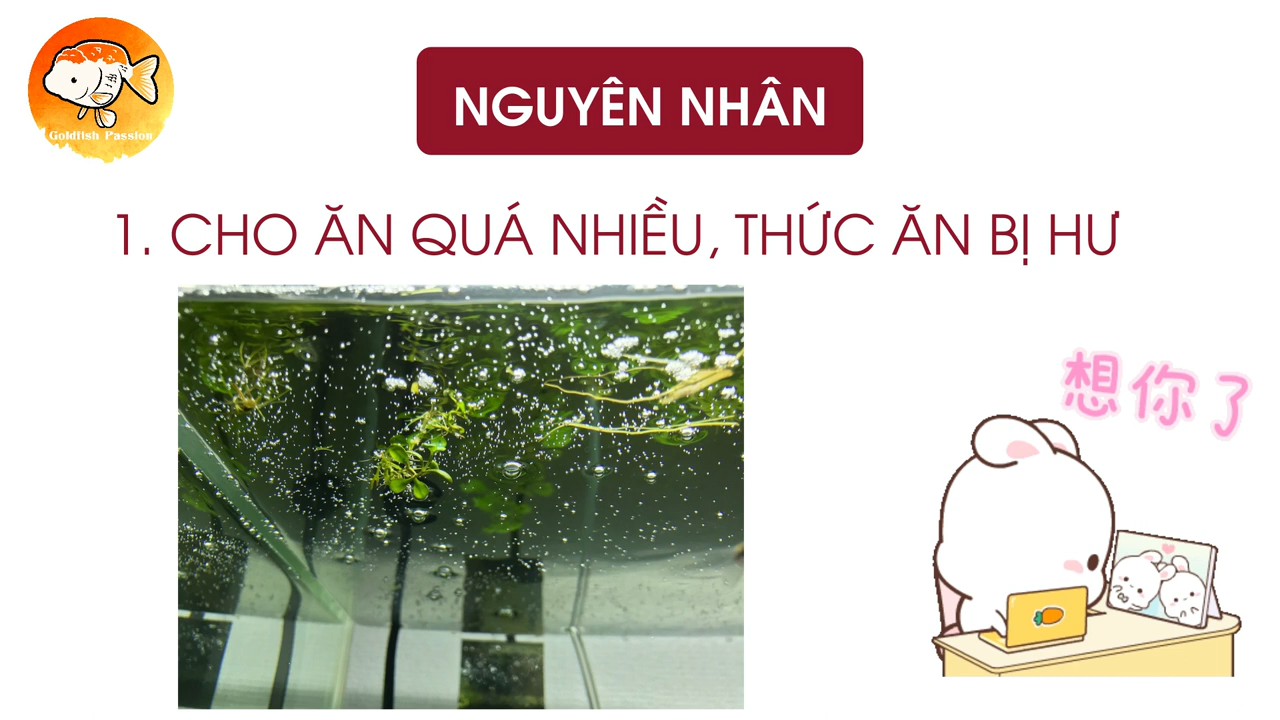 Goldfish Passion
NGUYÊN NHÂN
1. CHO ĂN QUÁ NHIỀU, THỨC ĂN BỊ HƯ
想你了